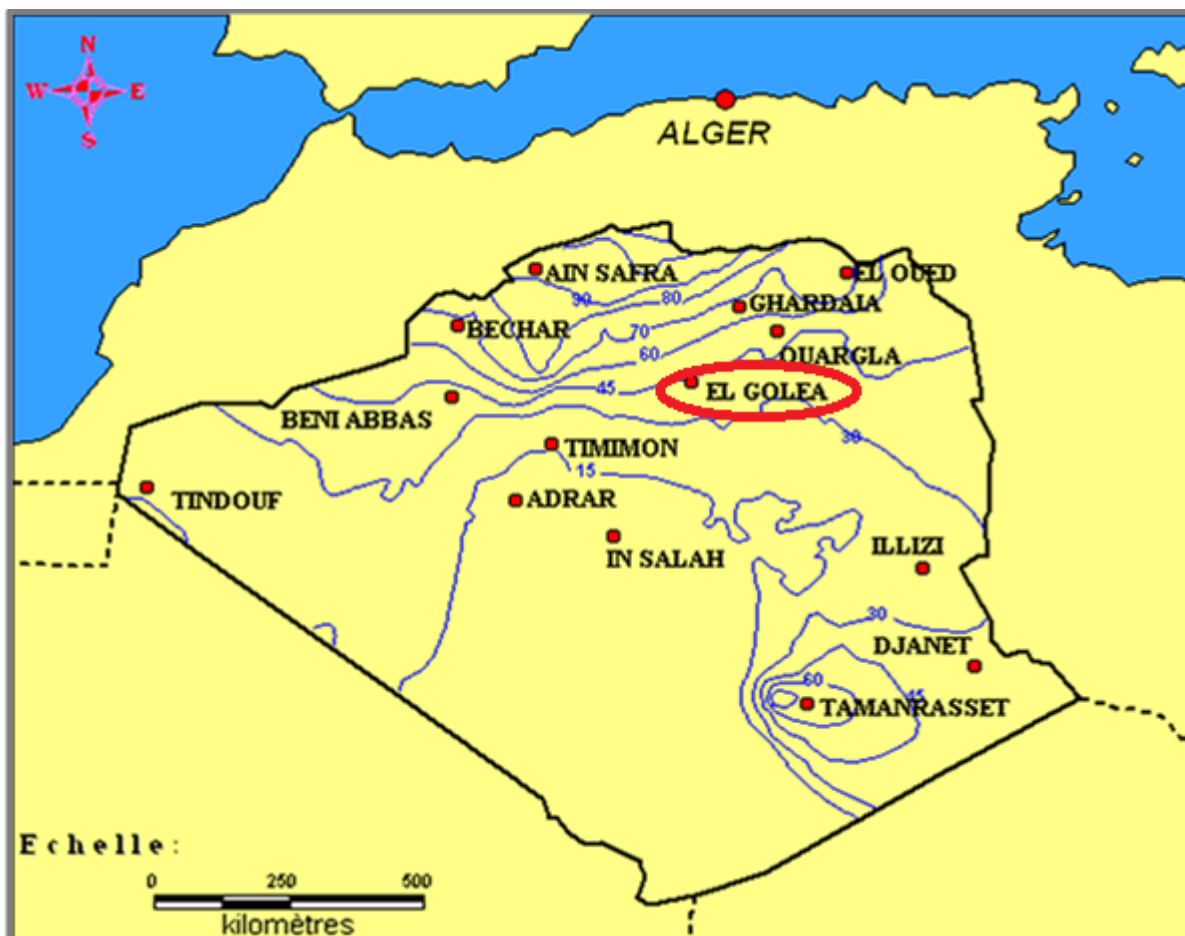 N
W E
S
ALGER
AIN SAFRA
EL OUED
90
80
GHARDAIA
BECHAR
70
OUARGLA
60
45
EL GOLEA
BENI ABBAS
30
TIMIMON
15
TINDOUF
ADRAR
IN SALAH
ILLIZI
30
DJANET
60
45
TAMANRASSET
Echelle:
0 250 500
kilomètres